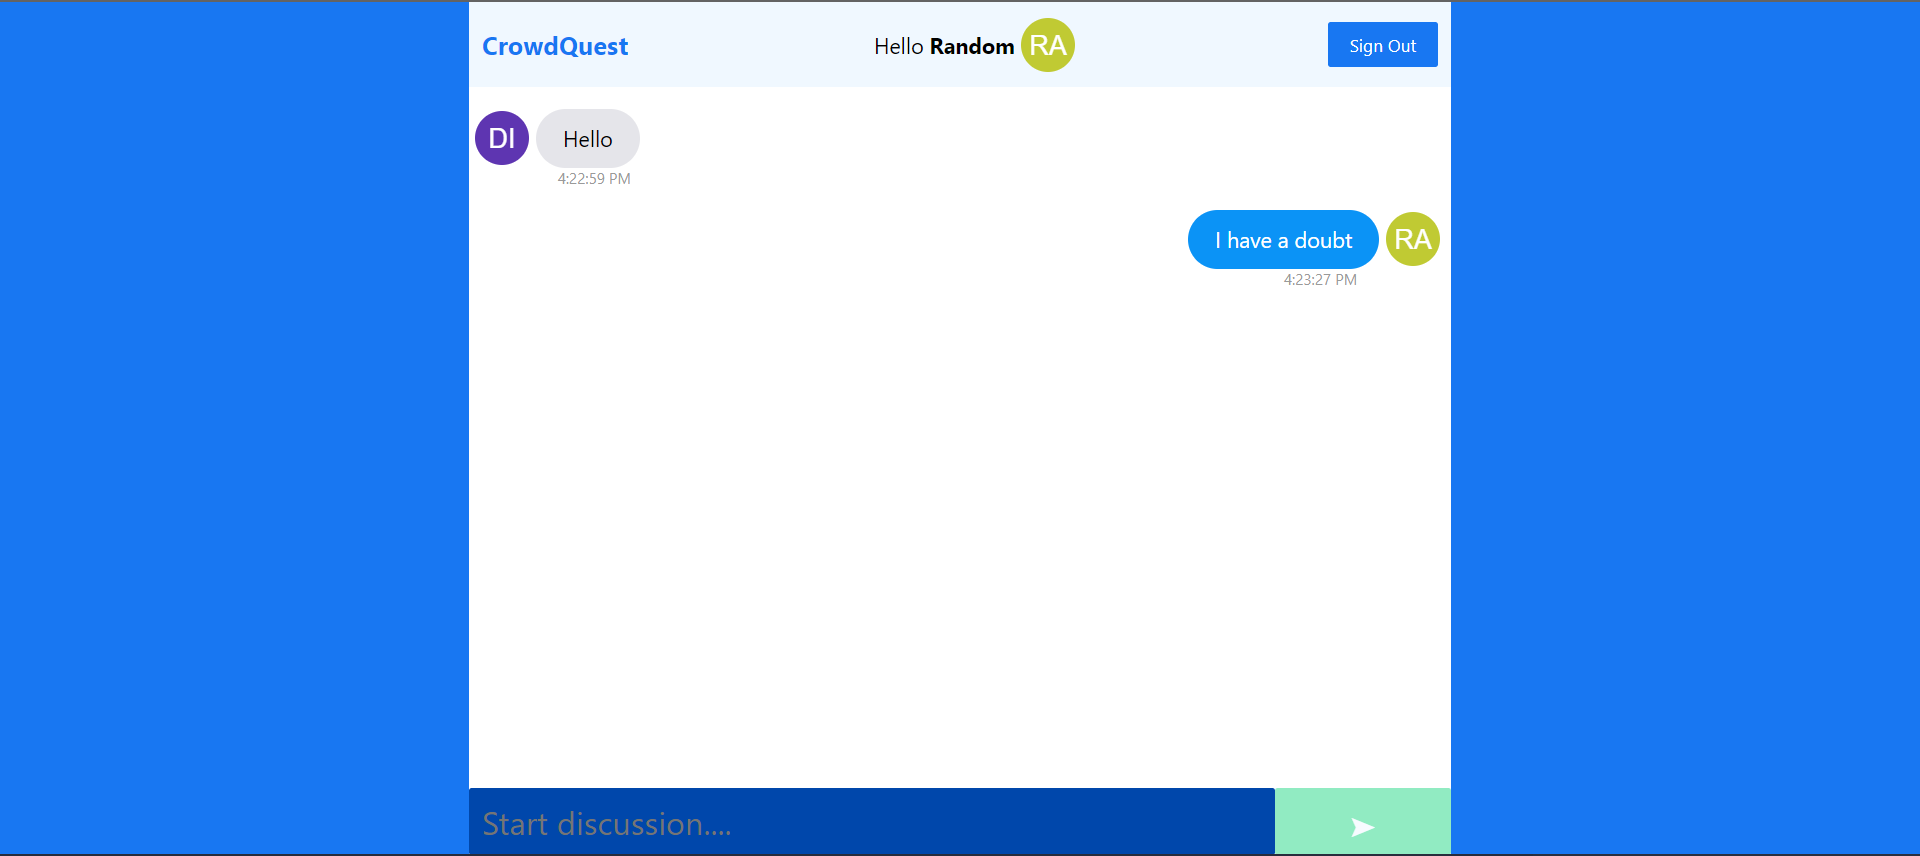 CrowdQuest
Hello Random RA
Sign Out
DI Hello
4:22:59 PM
I have a doubt RA
4:23:27 PM
Start discussion....